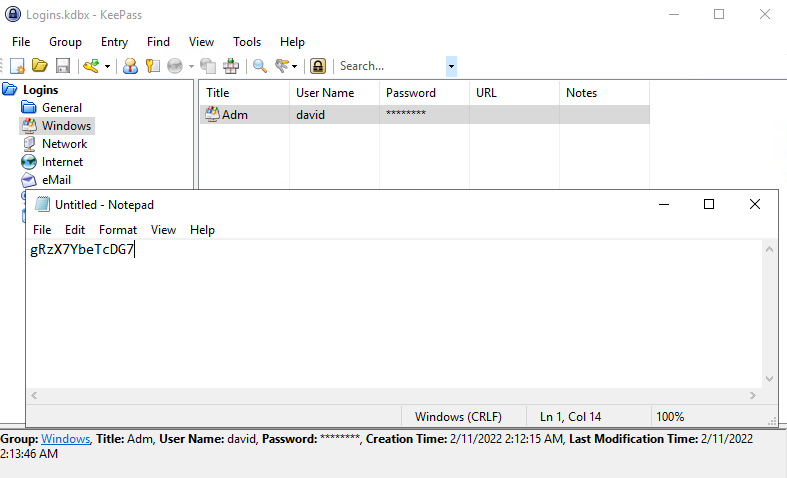 Logins.kdbx - KeePass
File Group Entry Find View Tools Help
Search...
Logins
General
Windows
Network
Internet
eMail
Title User Name Password URL Notes
Adm david ********
Untitled - Notepad
File Edit Format View Help
gRzX7YbeTcDG7
Windows (CRLF) Ln 1, Col 14 100%
Group: Windows, Title: Adm, User Name: david, Password: ********, Creation Time: 2/11/2022 2:12:15 AM, Last Modification Time: 2/11/2022
2:13:46 AM